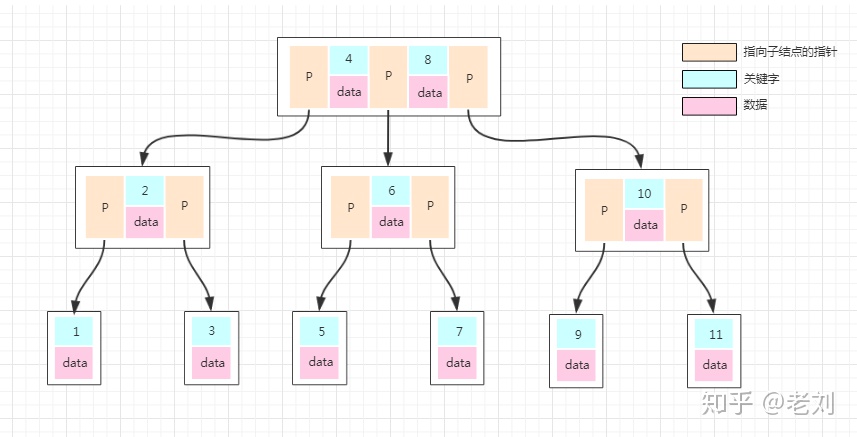 P 4 data P 8 data P
指向子结点的指针
关键字
数据
P 2 data P
P 6 data P
P 10 data P
1 data
3 data
5 data
7 data
9 data
11 data
知乎 @老刘